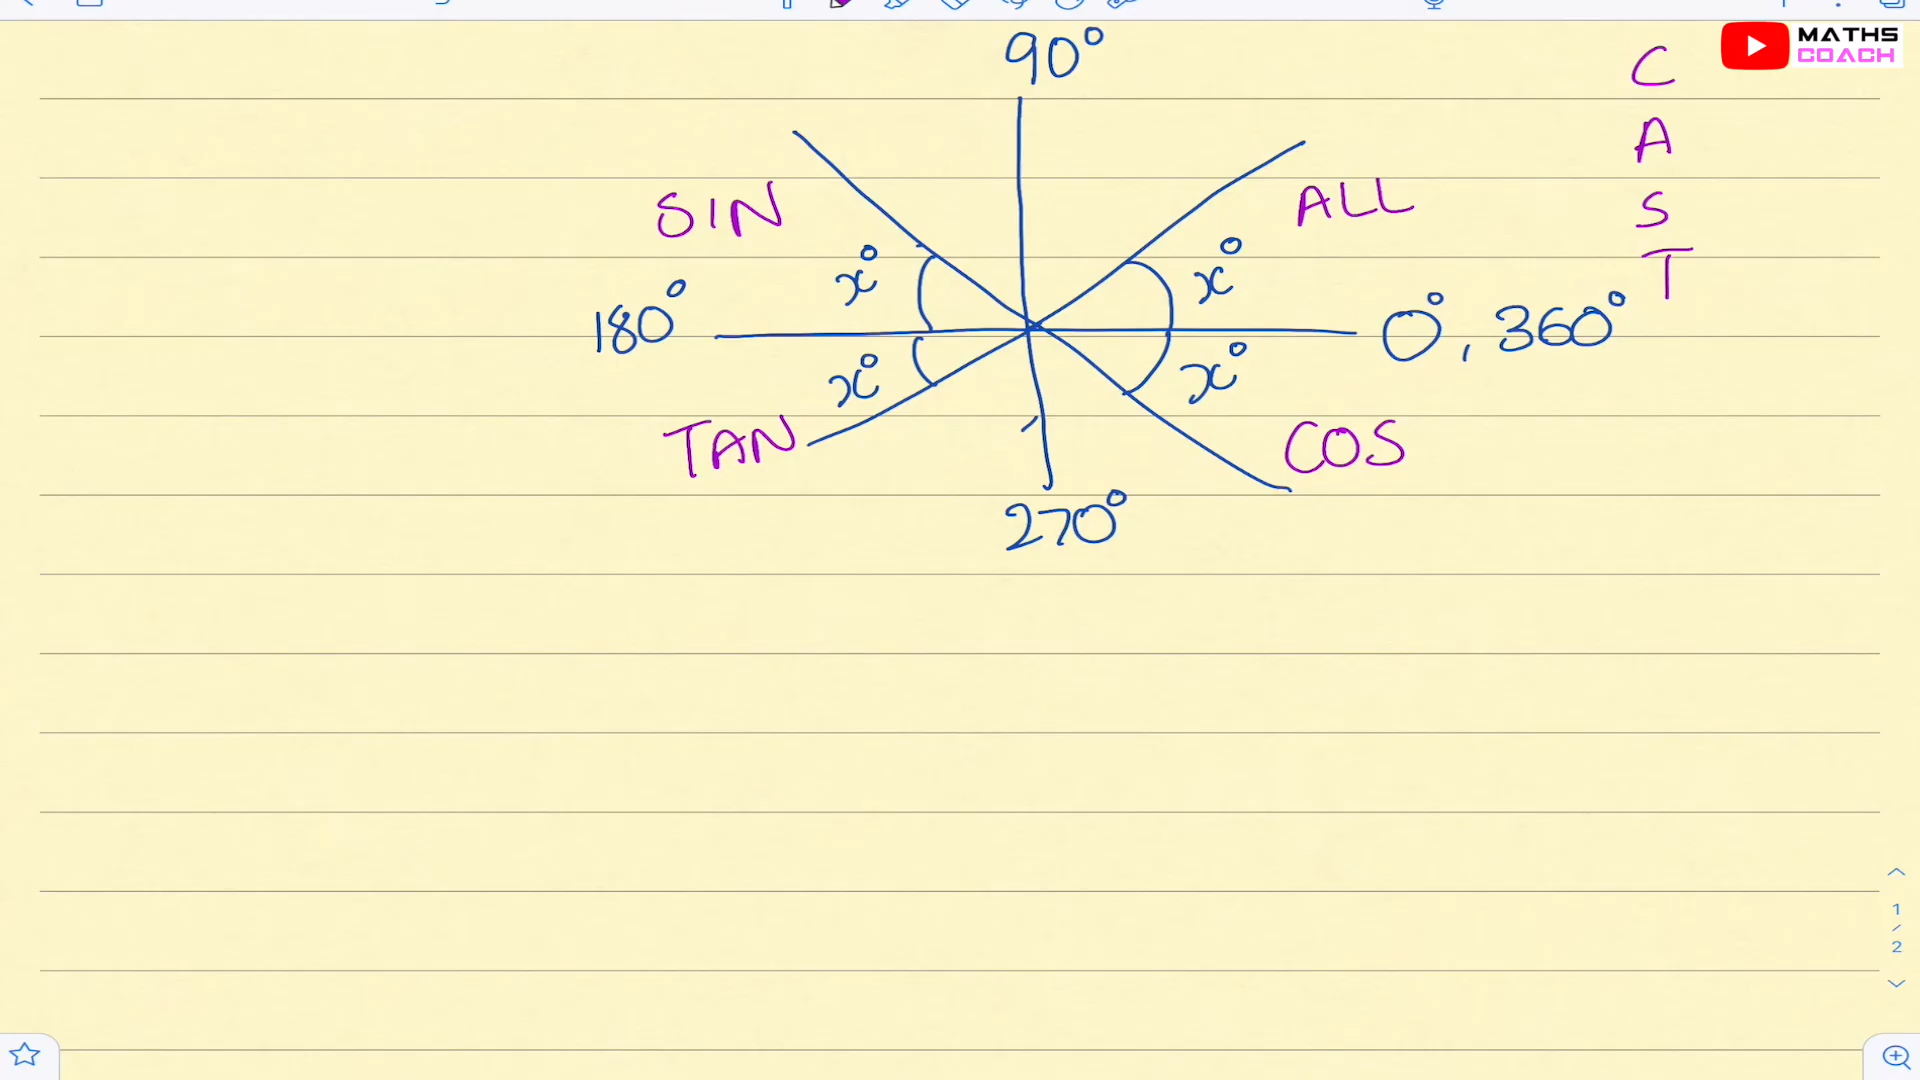 90°
MATHS
COACH
C
A
S
T
SIN
ALL
x°
x°
180°
0°, 360°
x°
x°
TAN
COS
270°
1
/
2